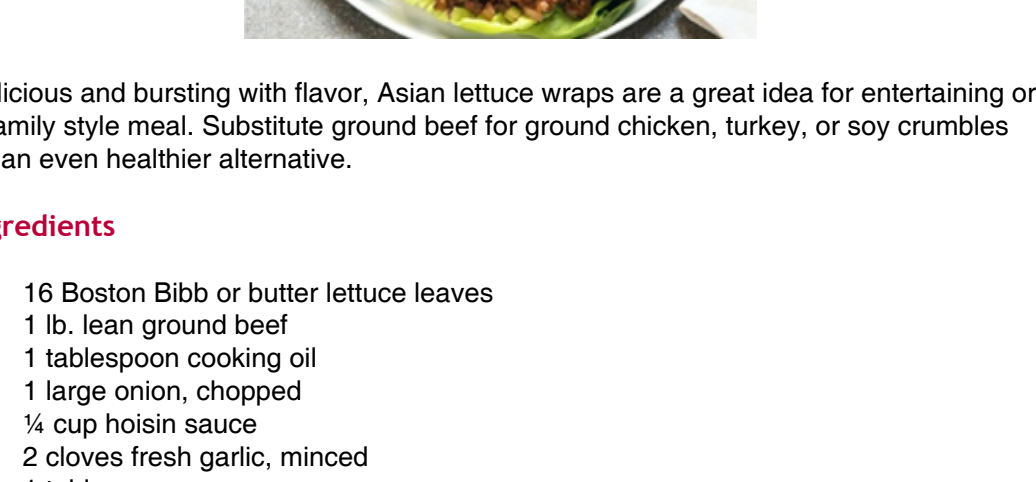 licious and bursting with flavor, Asian lettuce wraps are a great idea for entertaining or
amily style meal. Substitute ground beef for ground chicken, turkey, or soy crumbles
an even healthier alternative.
gredients
16 Boston Bibb or butter lettuce leaves
1 lb. lean ground beef
1 tablespoon cooking oil
1 large onion, chopped
¼ cup hoisin sauce
2 cloves fresh garlic, minced